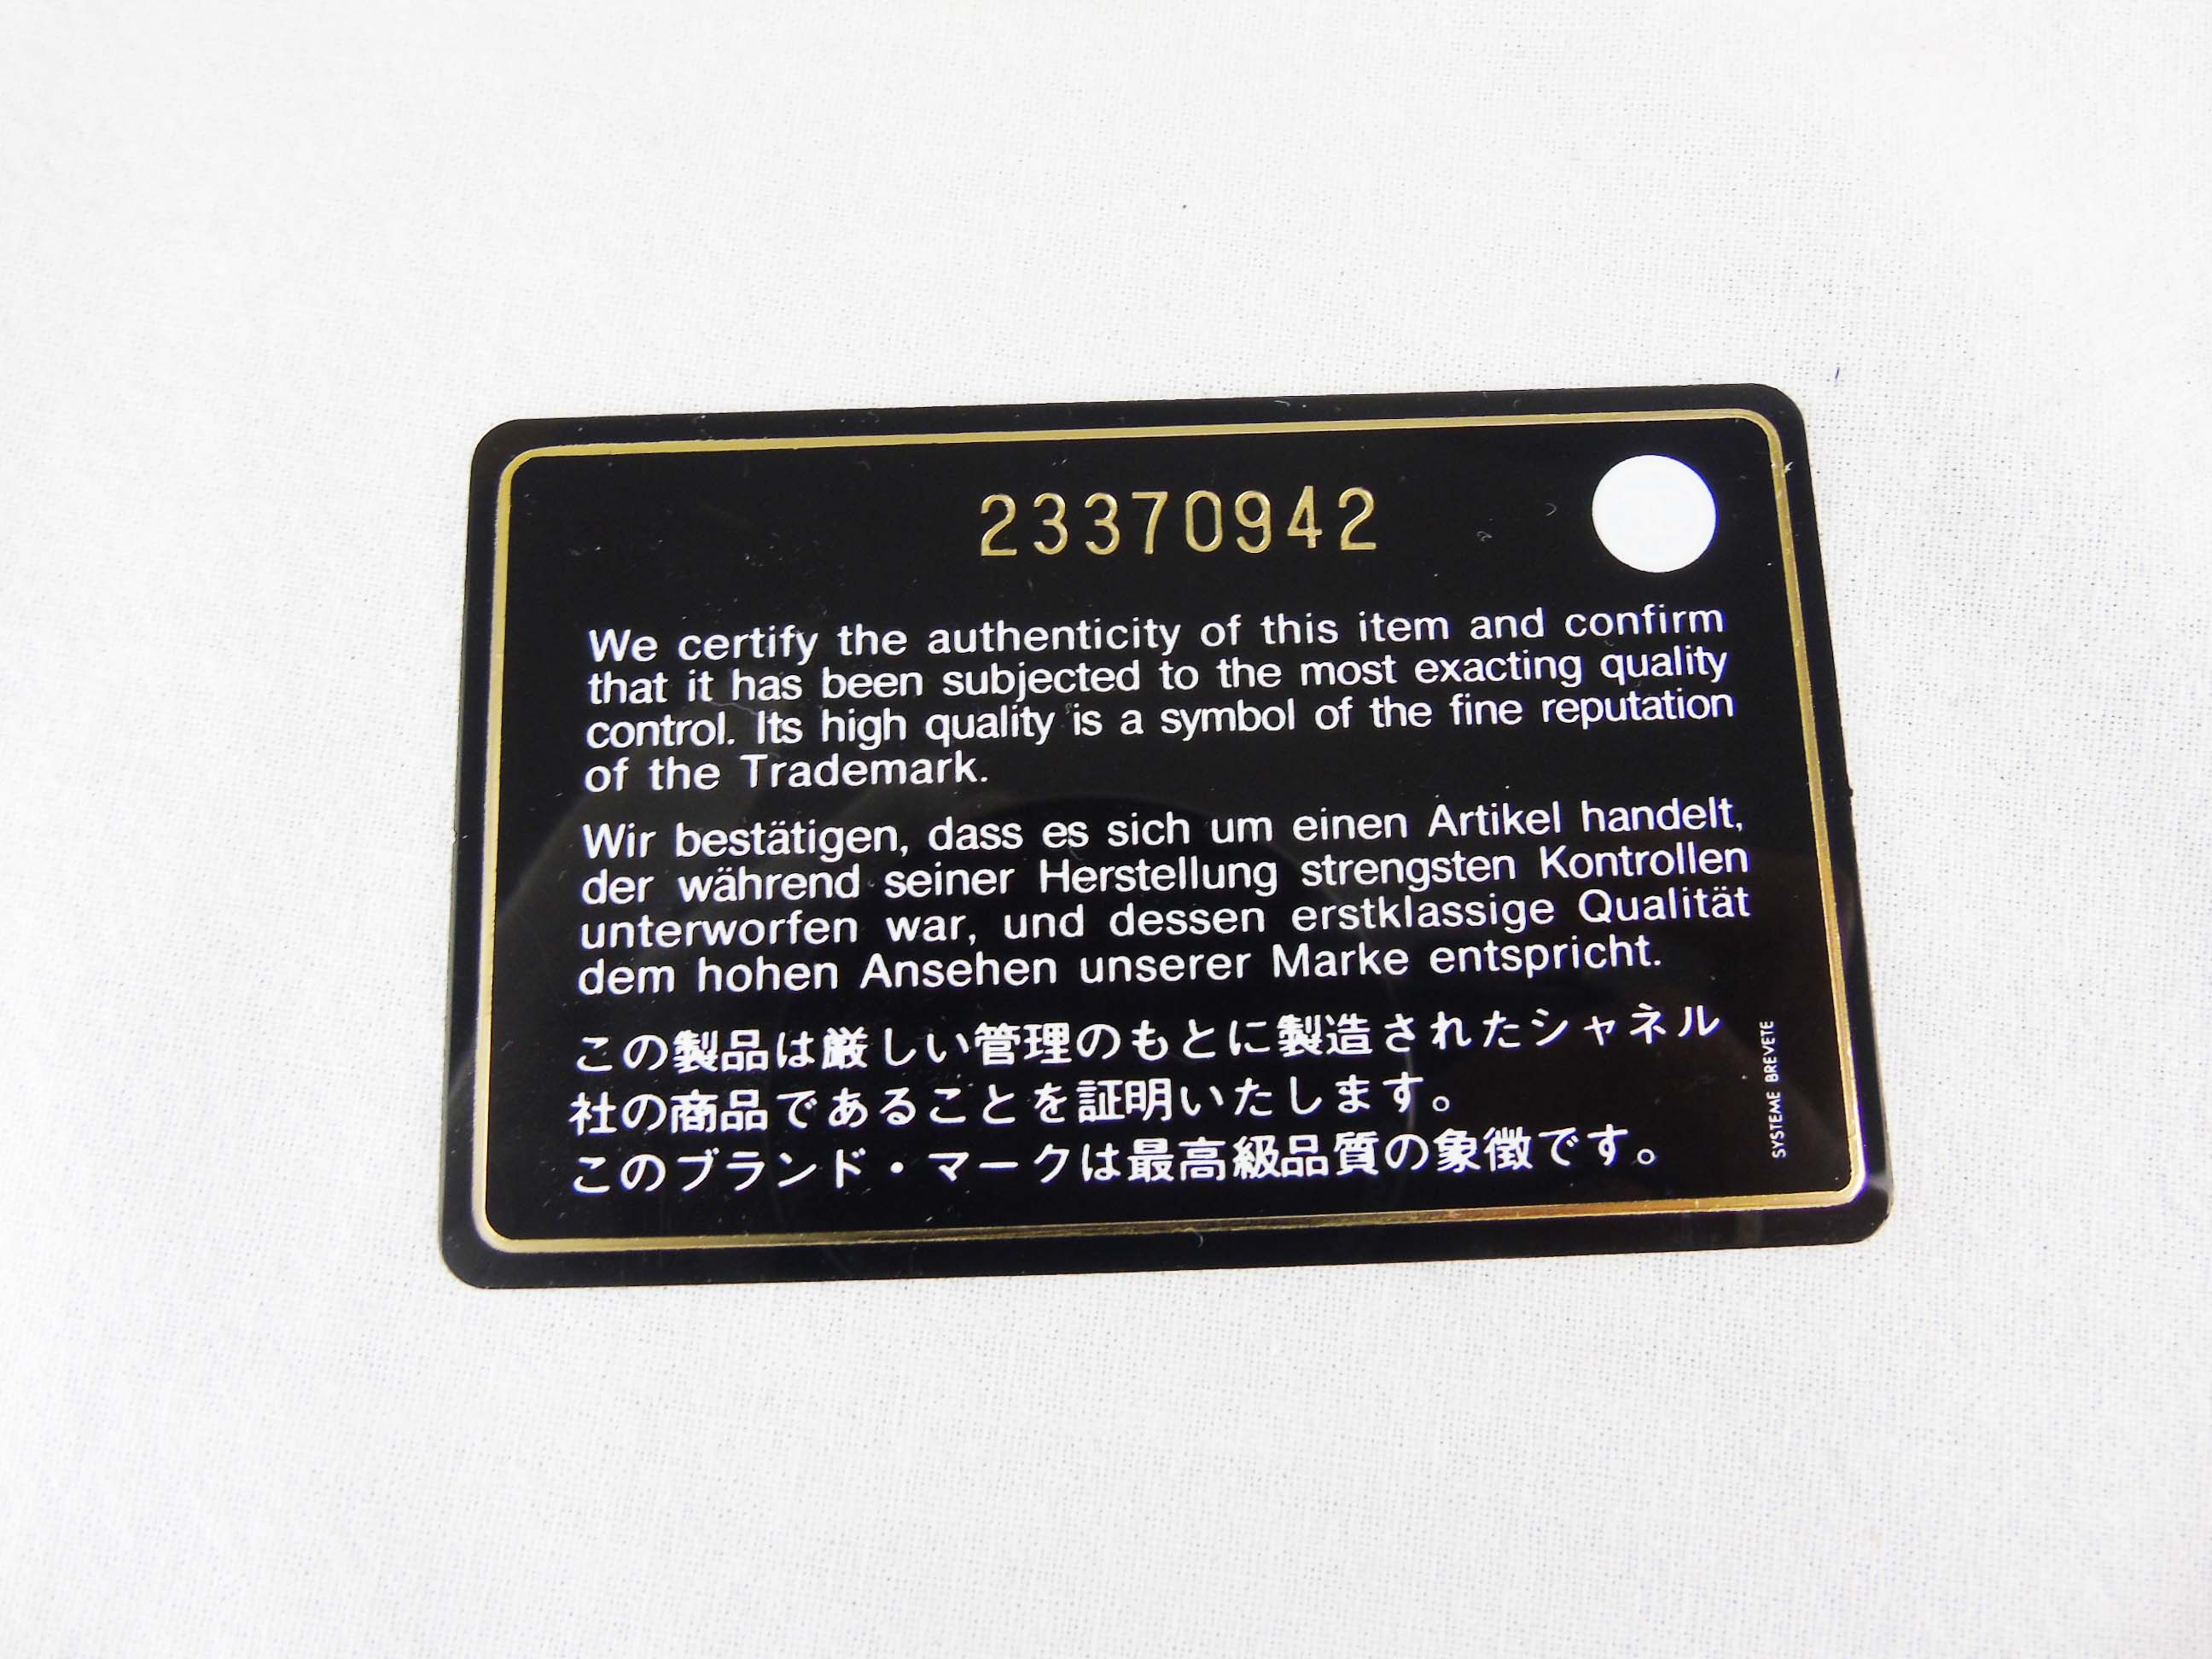 23370942
We certify the authenticity of this item and confirm
that it has been subjected to the most exacting quality
control. Its high quality is a symbol of the fine reputation
of the Trademark.
Wir bestätigen, dass es sich um einen Artikel handelt,
der während seiner Herstellung strengsten Kontrollen
unterworfen war, und dessen erstklassige Qualität
dem hohen Ansehen unserer Marke entspricht.
この製品は厳しい管理のもとに製造されたシャネル
社の商品であることを証明いたします。
このブランド・マークは最高級品質の象徴です。
SYSTEME BREVETE